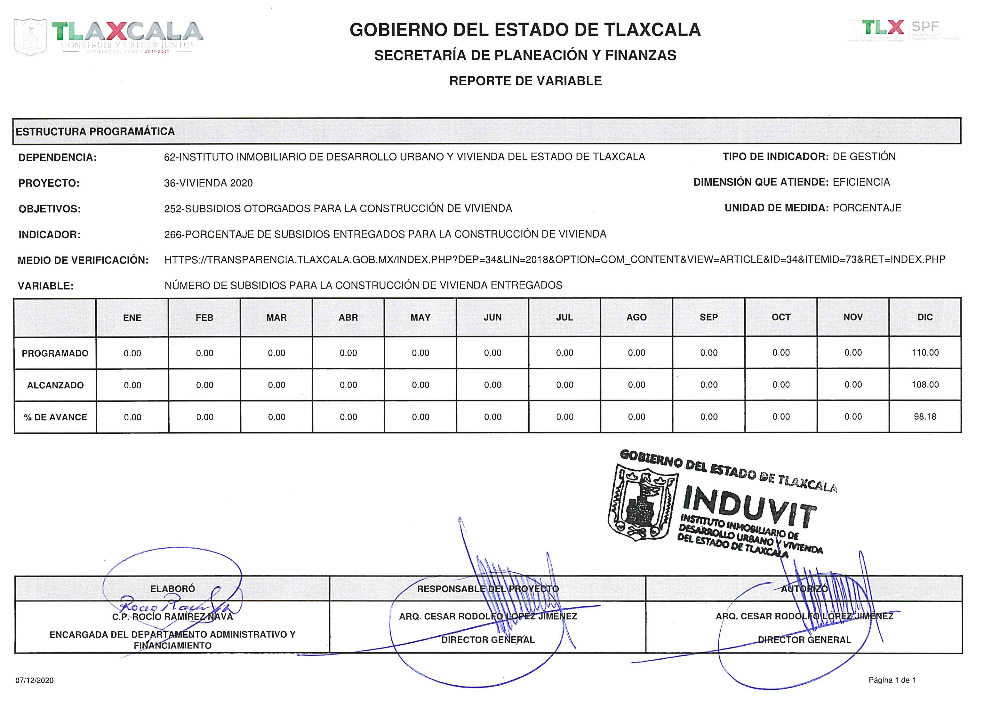 TLAXCALA
CONSTRUIR Y CRECER JUNTOS
GOBIERNO DEL ESTADO DE TLAXCALA
SECRETARÍA DE PLANEACIÓN Y FINANZAS
REPORTE DE VARIABLE
TLX SPF
ESTRUCTURA PROGRAMÁTICA
DEPENDENCIA: 62-INSTITUTO INMOBILIARIO DE DESARROLLO URBANO Y VIVIENDA DEL ESTADO DE TLAXCALA TIPO DE INDICADOR: DE GESTIÓN
PROYECTO: 36-VIVIENDA 2020 DIMENSIÓN QUE ATIENDE: EFICIENCIA
OBJETIVOS: 252-SUBSIDIOS OTORGADOS PARA LA CONSTRUCCIÓN DE VIVIENDA UNIDAD DE MEDIDA: PORCENTAJE
INDICADOR: 266-PORCENTAJE DE SUBSIDIOS ENTREGADOS PARA LA CONSTRUCCIÓN DE VIVIENDA
MEDIO DE VERIFICACIÓN: HTTPS://TRANSPARENCIA.TLAXCALA.GOB.MX/INDEX.PHP?DEP=34&LIN=2018&OPTION=COM_CONTENT&VIEW=ARTICLE&ID=34&ITEMID=73&RET=INDEX.PHP
VARIABLE: NÚMERO DE SUBSIDIOS PARA LA CONSTRUCCIÓN DE VIVIENDA ENTREGADOS
ENE FEB MAR ABR MAY JUN JUL AGO SEP OCT NOV DIC
PROGRAMADO 0.00 0.00 0.00 0.00 0.00 0.00 0.00 0.00 0.00 0.00 0.00 110.00
ALCANZADO 0.00 0.00 0.00 0.00 0.00 0.00 0.00 0.00 0.00 0.00 0.00 108.00
% DE AVANCE 0.00 0.00 0.00 0.00 0.00 0.00 0.00 0.00 0.00 0.00 0.00 98.18
GOBIERNO DEL ESTADO DE TLAXCALA
INDUVIT
INSTITUTO INMOBILIARIO DE
DESARROLLO URBANO Y VIVIENDA
DEL ESTADO DE TLAXCALA
ELABORÓ RESPONSABLE DEL PROYECTO AUTORIZÓ
C.P. ROCÍO RAMÍREZ NAVA ARQ. CESAR RODOLFO LÓPEZ JIMÉNEZ ARQ. CESAR RODOLFO LÓPEZ JIMÉNEZ
ENCARGADA DEL DEPARTAMENTO ADMINISTRATIVO Y
FINANCIAMIENTO DIRECTOR GENERAL DIRECTOR GENERAL
07/12/2020 Página 1 de 1